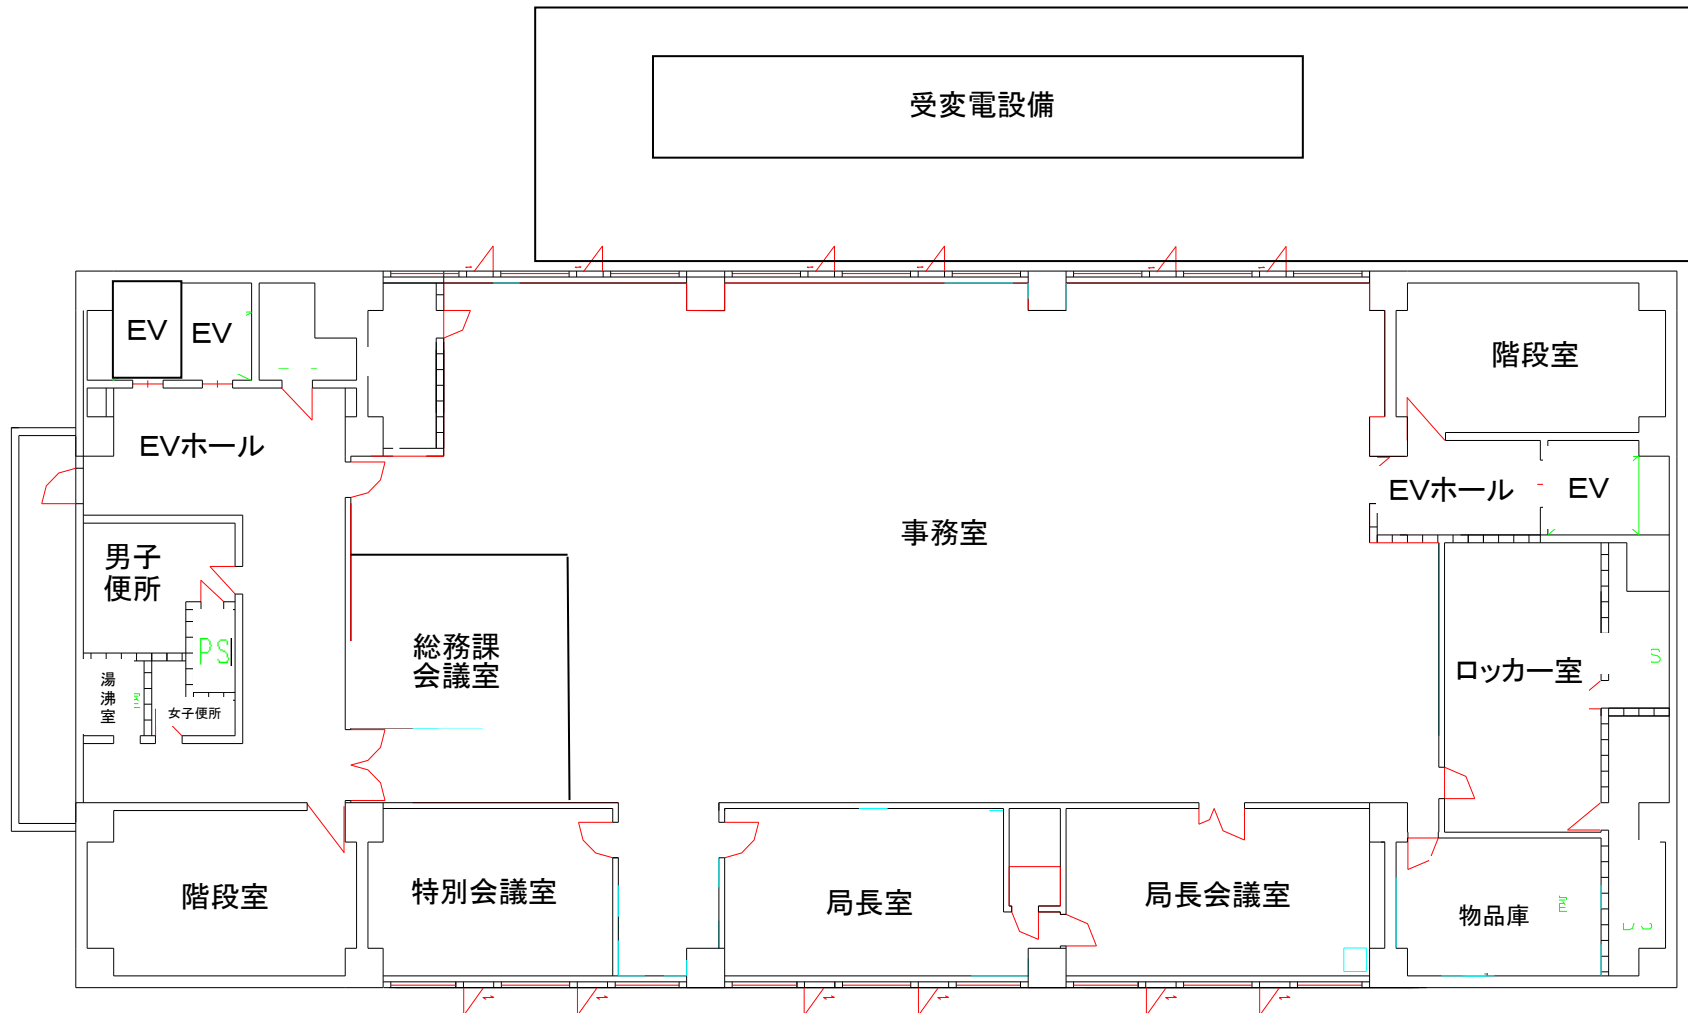 受変電設備
EV
EV
階段室
EVホール
EVホール
EV
事務室
男子
便所
総務課
会議室
PS
ロッカー室
S
湯
沸
室
女子便所
階段室
特別会議室
局長室
局長会議室
物品庫